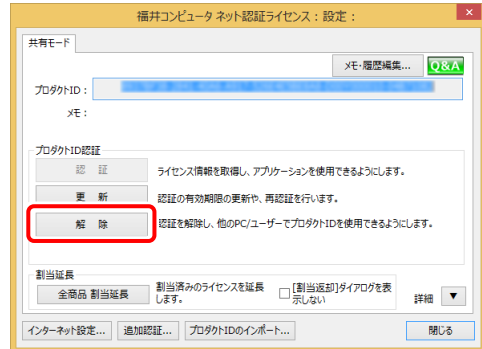 福井コンピュータ ネット認証ライセンス：設定：
共有モード
メモ・履歴編集... Q&A
プロダクトID：
メモ：
プロダクトID認証
認 証 ライセンス情報を取得し、アプリケーションを使用できるようにします。
更 新 認証の有効期限の更新や、再認証を行います。
解 除 認証を解除し、他のPC/ユーザーでプロダクトIDを使用できるようにします。
割当延長
全商品 割当延長 割当済みのライセンスを延長します。 [割当返却]ダイアログを表示しない 詳細 ▼
インターネット設定... 追加認証... プロダクトIDのインポート... 閉じる